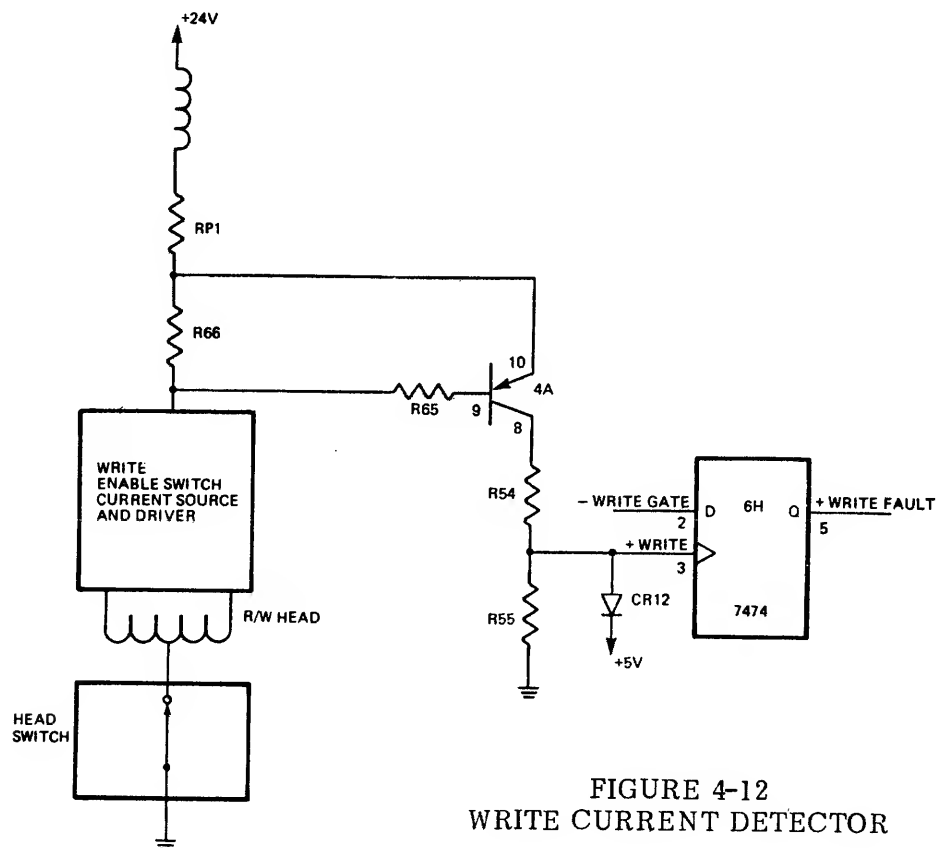 +24V
RP1
R66
10
4A
R65
9
8
WRITE
ENABLE SWITCH
CURRENT SOURCE
AND DRIVER
R54
- WRITE GATE
2
D
6H
Q
+ WRITE FAULT
5
+ WRITE
3
CR12
7474
R55
+5V
R/W HEAD
HEAD
SWITCH
FIGURE 4-12
WRITE CURRENT DETECTOR